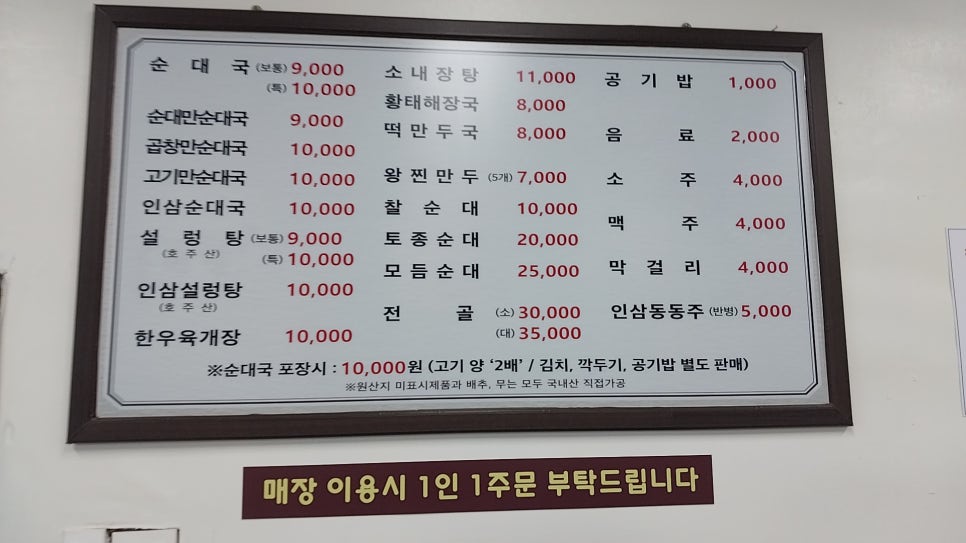 순대국 (보통) 9,000
(특) 10,000
순대만순대국 9,000
곱창만순대국 10,000
고기만순대국 10,000
인삼순대국 10,000
설렁탕 (보통) 9,000
(호주산) (특) 10,000
인삼설렁탕 10,000
(호주산)
한우육개장 10,000
소내장탕 11,000
황태해장국 8,000
떡만두국 8,000
왕찐만두 (5개) 7,000
찰순대 10,000
토종순대 20,000
모듬순대 25,000
전골 (소) 30,000
(대) 35,000
공기밥 1,000
음료 2,000
소주 4,000
맥주 4,000
막걸리 4,000
인삼동동주 (반병) 5,000
※순대국 포장시 : 10,000원 (고기 양 '2배' / 김치, 깍두기, 공기밥 별도 판매)
※원산지 미표시제품과 배추, 무는 모두 국내산 직접가공
매장 이용시 1인 1주문 부탁드립니다